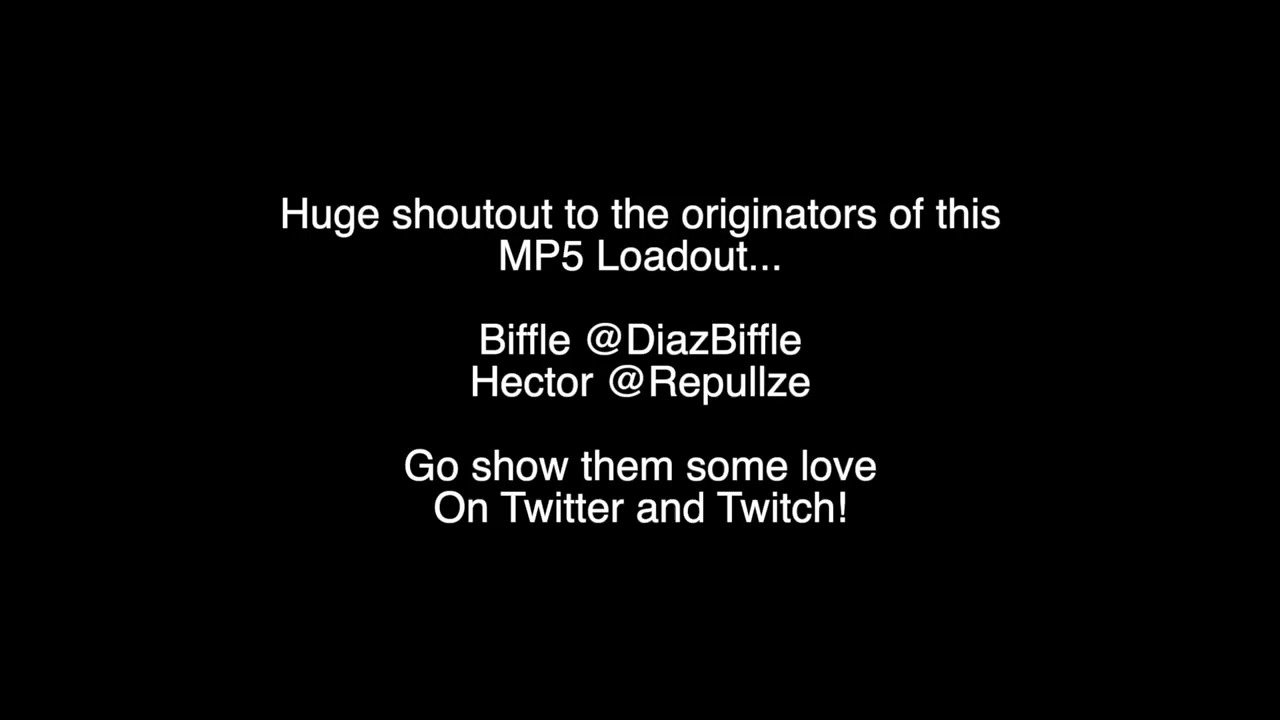 Huge shoutout to the originators of this
MP5 Loadout...
Biffle @DiazBiffle
Hector @Repullze
Go show them some love
On Twitter and Twitch!